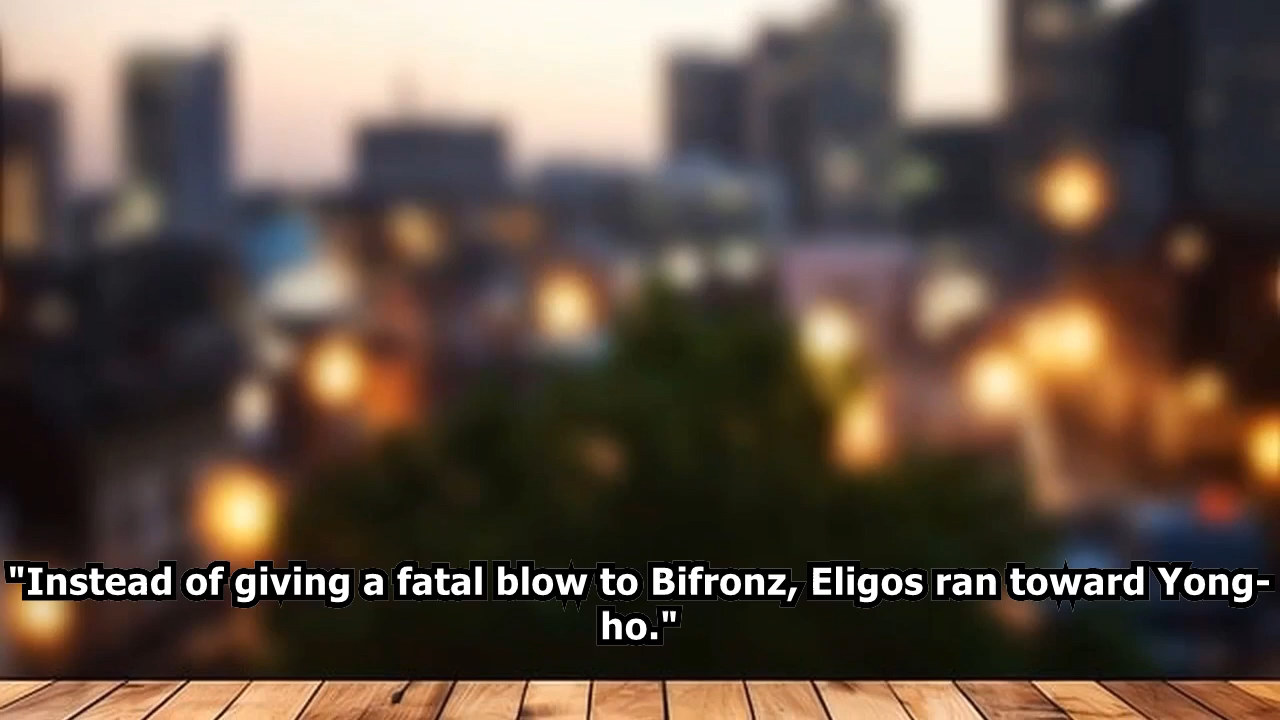 "Instead of giving a fatal blow to Bifronz, Eligos ran toward Yong-
ho."